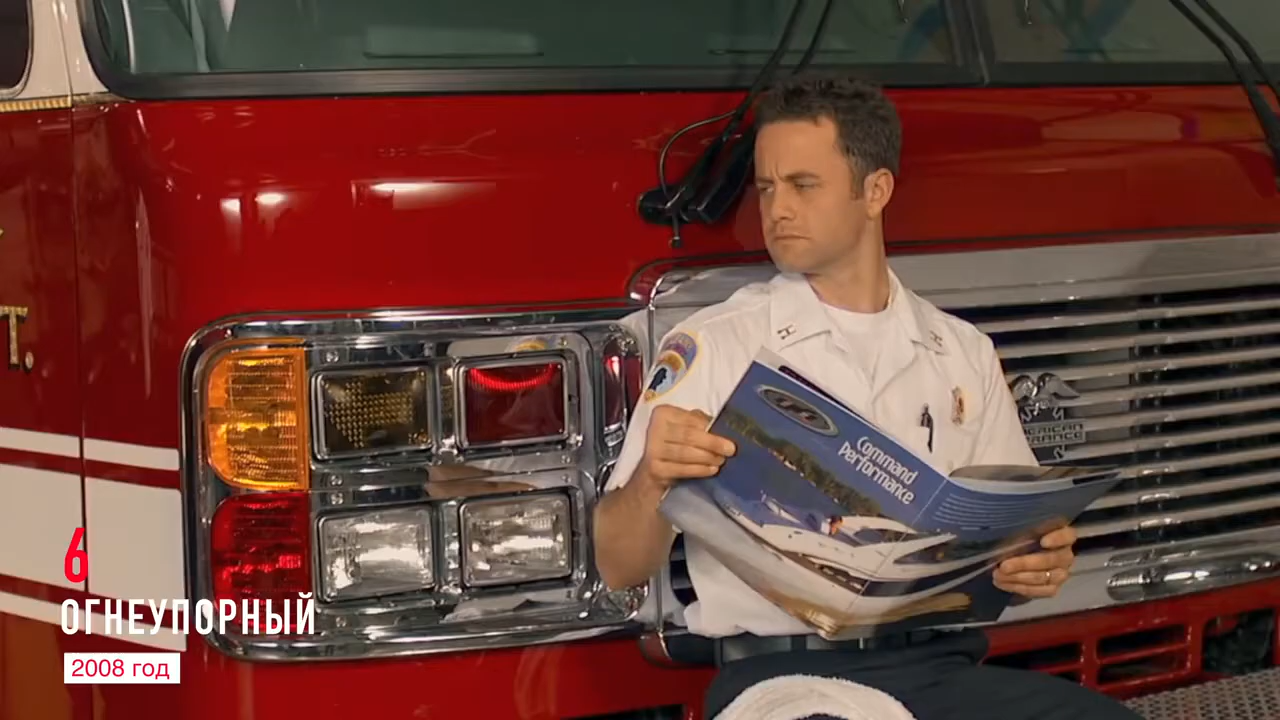 T.
Command
Performance
6
ОГНЕУПОРНЫЙ
2008 год